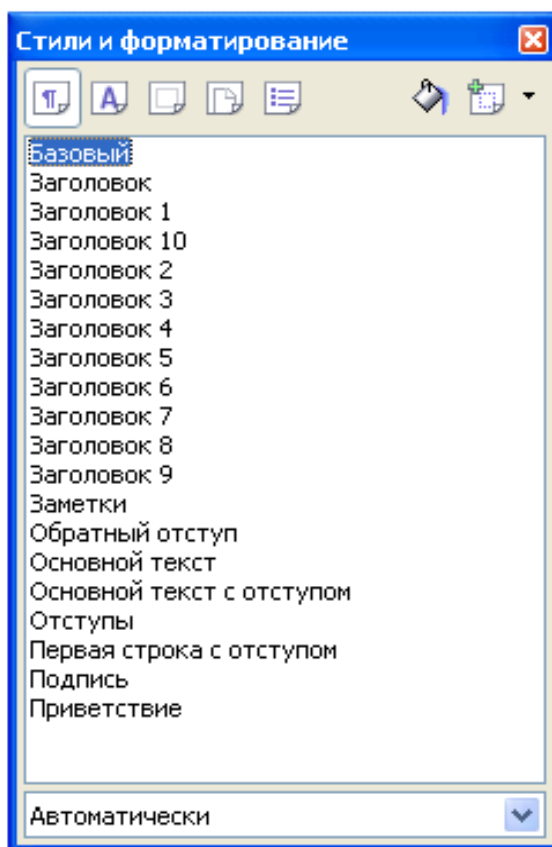 Стили и форматирование
Базовый
Заголовок
Заголовок 1
Заголовок 10
Заголовок 2
Заголовок 3
Заголовок 4
Заголовок 5
Заголовок 6
Заголовок 7
Заголовок 8
Заголовок 9
Заметки
Обратный отступ
Основной текст
Основной текст с отступом
Отступы
Первая строка с отступом
Подпись
Приветствие
Автоматически